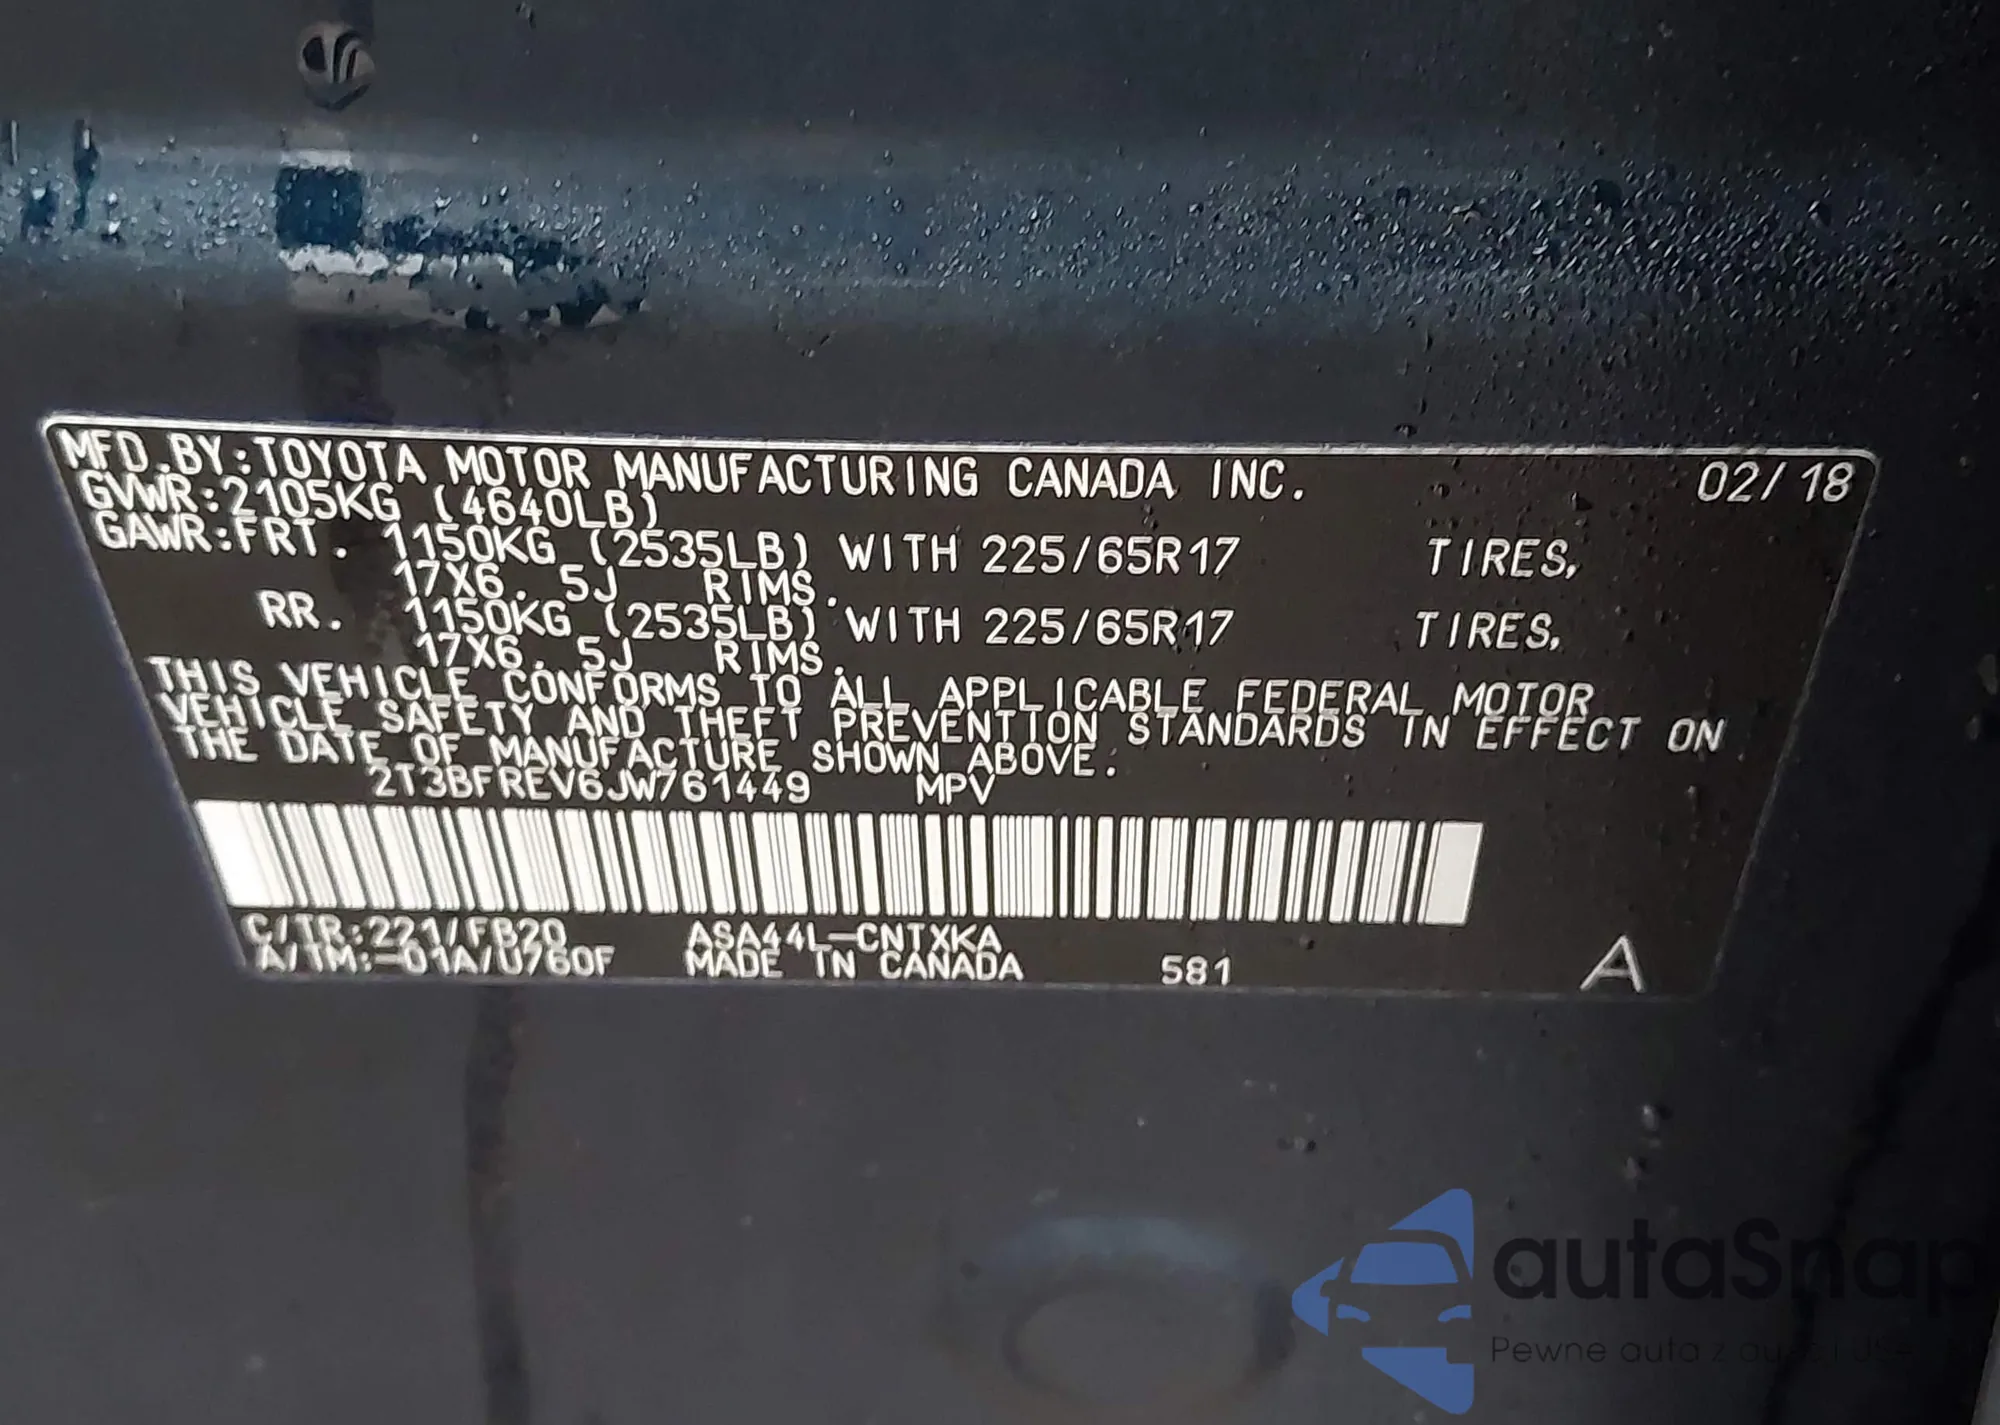 MFD.BY:TOYOTA MOTOR MANUFACTURING CANADA INC. 02/18
GVWR:2105KG (4640LB)
GAWR:FRT. 1150KG (2535LB) WITH 225/65R17 TIRES,
17X6.5J RIMS.
RR. 1150KG (2535LB) WITH 225/65R17 TIRES,
17X6.5J RIMS.
THIS VEHICLE CONFORMS TO ALL APPLICABLE FEDERAL MOTOR
VEHICLE SAFETY AND THEFT PREVENTION STANDARDS IN EFFECT ON
THE DATE OF MANUFACTURE SHOWN ABOVE.
2T3BFREV6JW761449 MPV
C/TR:221/FB20 ASA44L-CNTXKA
A/TM:-01A/U760F MADE IN CANADA 581 A
autaSnap
Pewne auta z